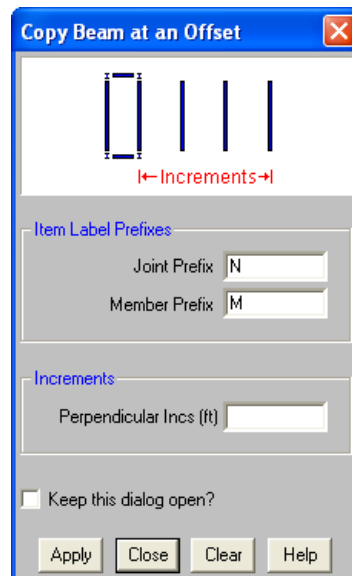 Copy Beam at an Offset
Increments
Item Label Prefixes
Joint Prefix N
Member Prefix M
Increments
Perpendicular Incs (ft)
Keep this dialog open?
Apply Close Clear Help